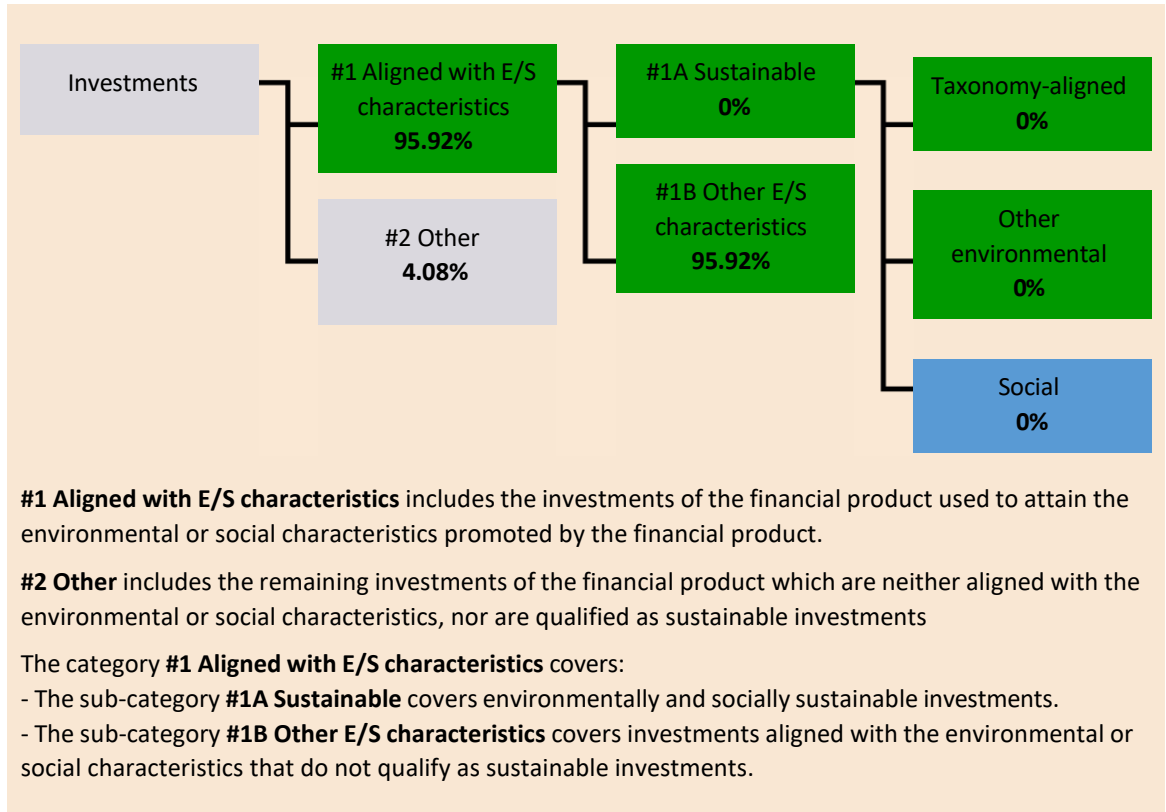 Investments
#1 Aligned with E/S
characteristics
95.92%
#2 Other
4.08%
#1A Sustainable
0%
#1B Other E/S
characteristics
95.92%
Taxonomy-aligned
0%
Other
environmental
0%
Social
0%
#1 Aligned with E/S characteristics includes the investments of the financial product used to attain the
environmental or social characteristics promoted by the financial product.
#2 Other includes the remaining investments of the financial product which are neither aligned with the
environmental or social characteristics, nor are qualified as sustainable investments
The category #1 Aligned with E/S characteristics covers:
- The sub-category #1A Sustainable covers environmentally and socially sustainable investments.
- The sub-category #1B Other E/S characteristics covers investments aligned with the environmental or
social characteristics that do not qualify as sustainable investments.